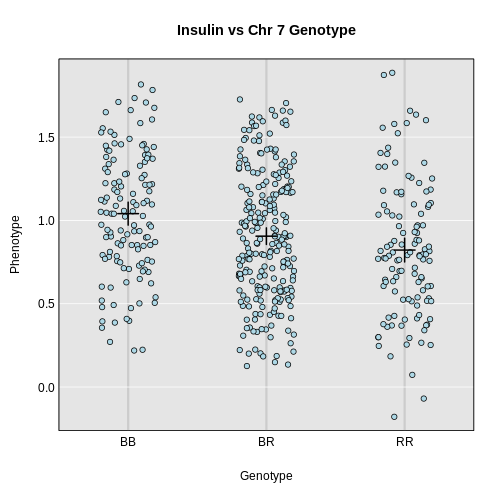 Insulin vs Chr 7 Genotype
Phenotype
1.5
1.0
0.5
0.0
BB BR RR
Genotype